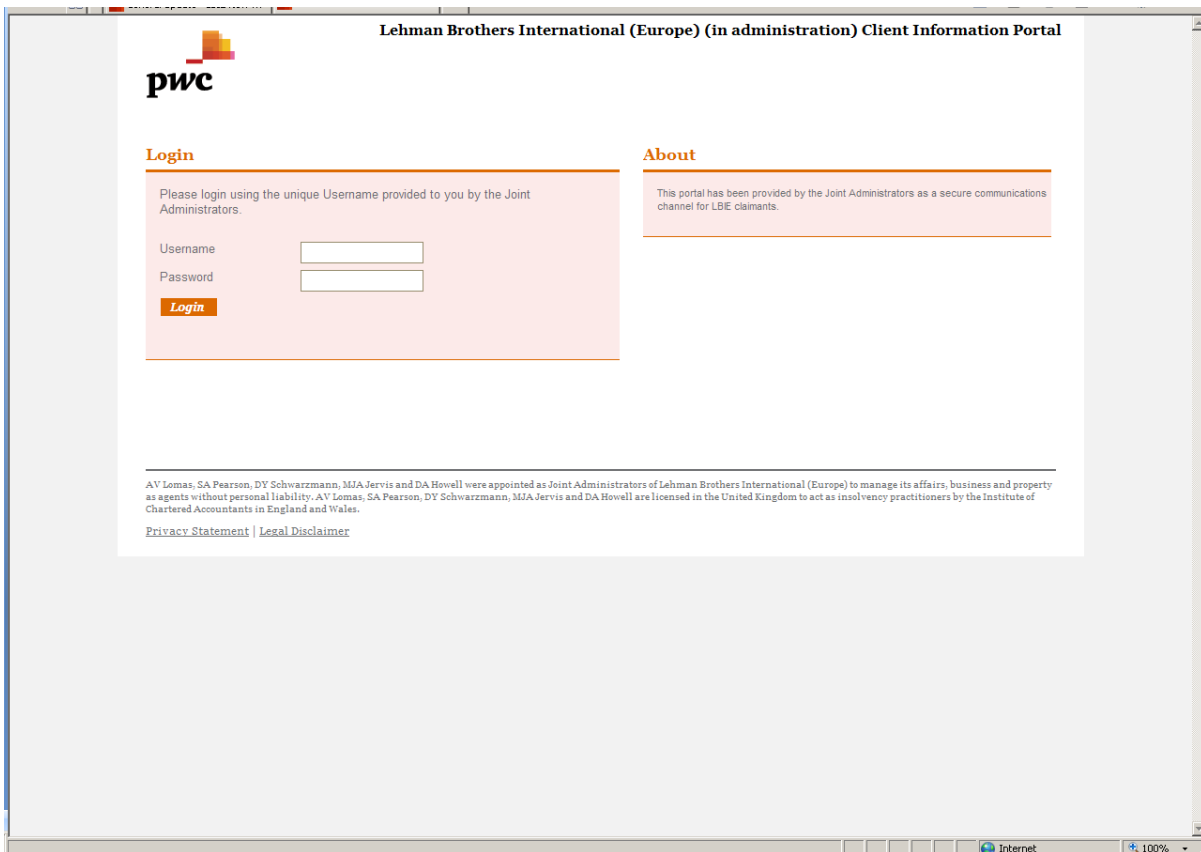 Lehman Brothers International (Europe) (in administration) Client Information Portal
pwc
Login
Please login using the unique Username provided to you by the Joint
Administrators.
Username
Password
Login
About
This portal has been provided by the Joint Administrators as a secure communications
channel for LBIE claimants.
AV Lomas, SA Pearson, DY Schwarzmann, MJA Jervis and DA Howell were appointed as Joint Administrators of Lehman Brothers International (Europe) to manage its affairs, business and property
as agents without personal liability. AV Lomas, SA Pearson, DY Schwarzmann, MJA Jervis and DA Howell are licensed in the United Kingdom to act as insolvency practitioners by the Institute of
Chartered Accountants in England and Wales.
Privacy Statement | Legal Disclaimer
Internet
100%